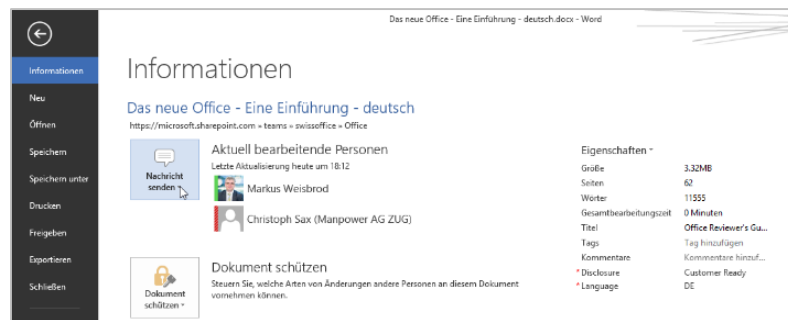 Das neue Office - Eine Einführung - deutsch.docx - Word
Informationen
Neu
Öffnen
Speichern
Speichern unter
Drucken
Freigeben
Exportieren
Schließen
Informationen
Das neue Office - Eine Einführung - deutsch
https://microsoft.sharepoint.com » teams » swissoffice » Office
Nachricht
senden
Aktuell bearbeitende Personen
Letzte Aktualisierung heute um 18:12
Markus Weisbrod
Christoph Sax (Manpower AG ZUG)
Dokument
schützen
Dokument schützen
Steuern Sie, welche Arten von Änderungen andere Personen an diesem Dokument
vornehmen können.
Eigenschaften
Größe 3.32MB
Seiten 62
Wörter 11555
Gesamtbearbeitungszeit 0 Minuten
Titel Office Reviewer's Gu...
Tags Tag hinzufügen
Kommentare Kommentare hinzuf...
* Disclosure Customer Ready
* Language DE